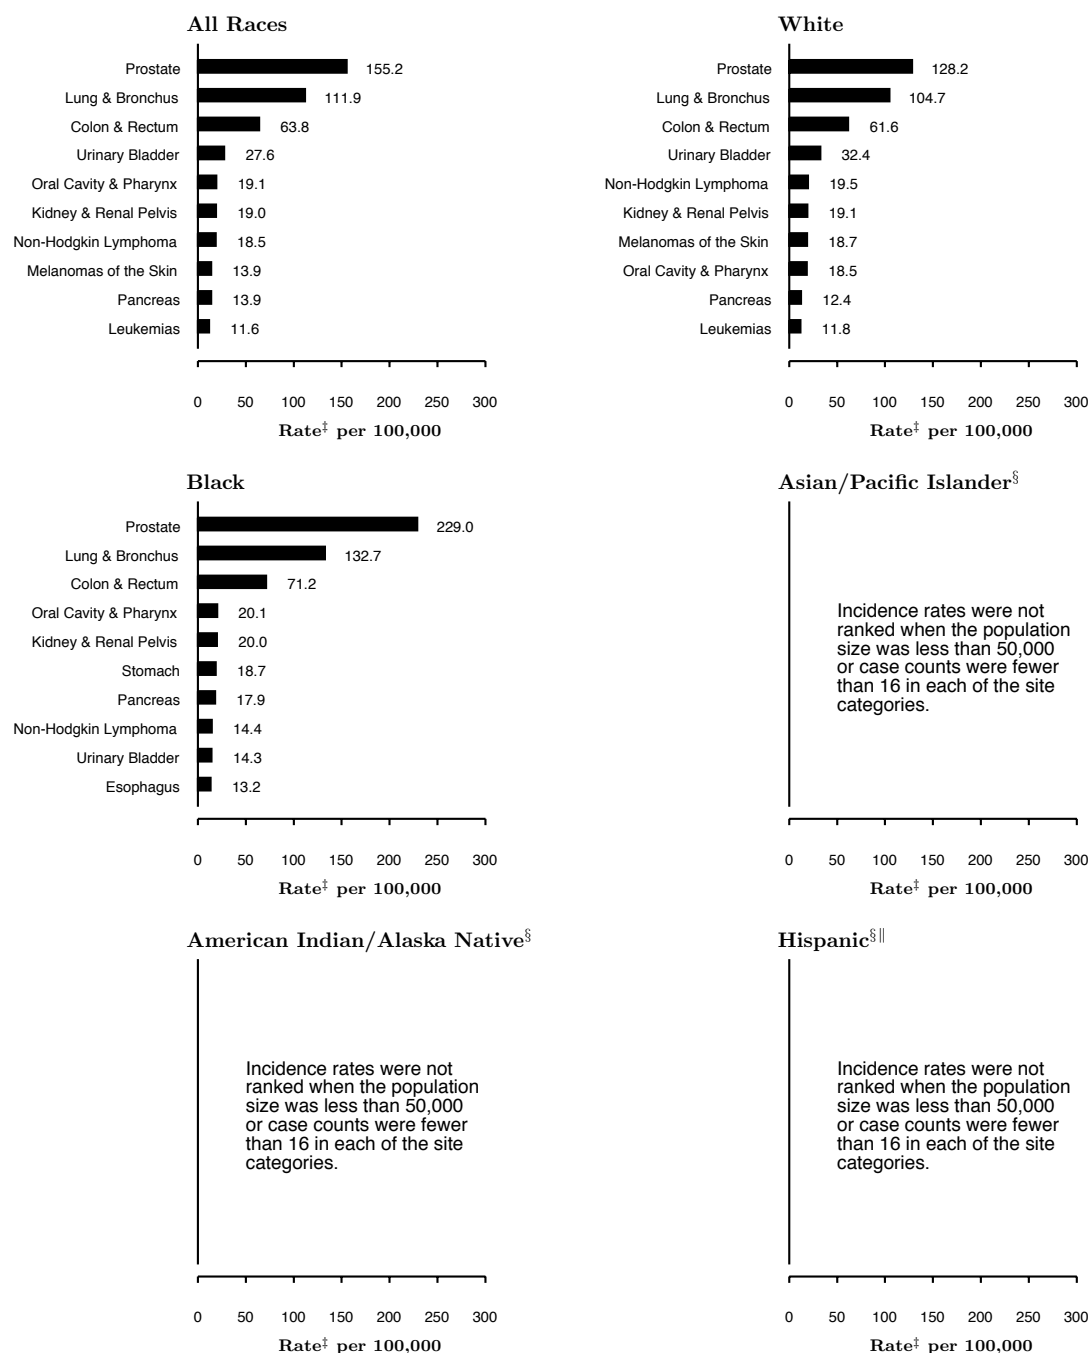 All Races
Prostate 155.2
Lung & Bronchus 111.9
Colon & Rectum 63.8
Urinary Bladder 27.6
Oral Cavity & Pharynx 19.1
Kidney & Renal Pelvis 19.0
Non-Hodgkin Lymphoma 18.5
Melanomas of the Skin 13.9
Pancreas 13.9
Leukemias 11.6
0 50 100 150 200 250 300
Rate‡ per 100,000
White
Prostate 128.2
Lung & Bronchus 104.7
Colon & Rectum 61.6
Urinary Bladder 32.4
Non-Hodgkin Lymphoma 19.5
Kidney & Renal Pelvis 19.1
Melanomas of the Skin 18.7
Oral Cavity & Pharynx 18.5
Pancreas 12.4
Leukemias 11.8
0 50 100 150 200 250 300
Rate‡ per 100,000
Black
Prostate 229.0
Lung & Bronchus 132.7
Colon & Rectum 71.2
Oral Cavity & Pharynx 20.1
Kidney & Renal Pelvis 20.0
Stomach 18.7
Pancreas 17.9
Non-Hodgkin Lymphoma 14.4
Urinary Bladder 14.3
Esophagus 13.2
0 50 100 150 200 250 300
Rate‡ per 100,000
Asian/Pacific Islander§
Incidence rates were not
ranked when the population
size was less than 50,000
or case counts were fewer
than 16 in each of the site
categories.
0 50 100 150 200 250 300
Rate‡ per 100,000
American Indian/Alaska Native§
Incidence rates were not
ranked when the population
size was less than 50,000
or case counts were fewer
than 16 in each of the site
categories.
0 50 100 150 200 250 300
Rate‡ per 100,000
Hispanic§‖
Incidence rates were not
ranked when the population
size was less than 50,000
or case counts were fewer
than 16 in each of the site
categories.
0 50 100 150 200 250 300
Rate‡ per 100,000